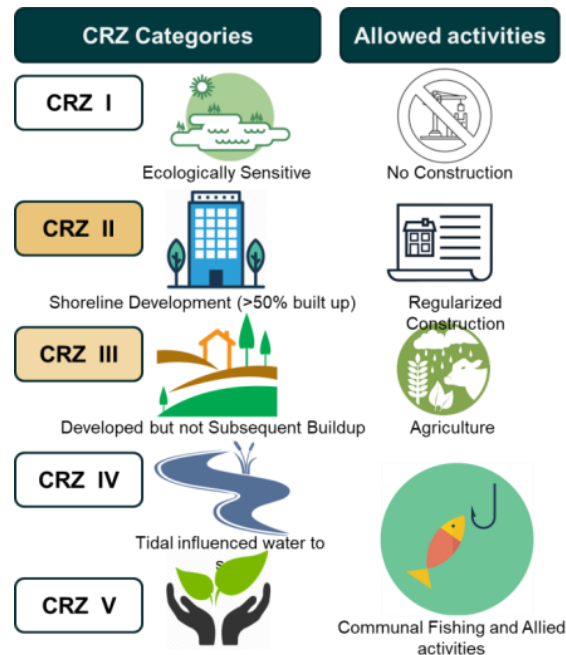 CRZ Categories
Allowed activities
CRZ I
Ecologically Sensitive
No Construction
CRZ II
Shoreline Development (>50% built up)
Regularized
Construction
CRZ III
Developed but not Subsequent Buildup
Agriculture
CRZ IV
Tidal influenced water to
CRZ V
Communal Fishing and Allied
activities